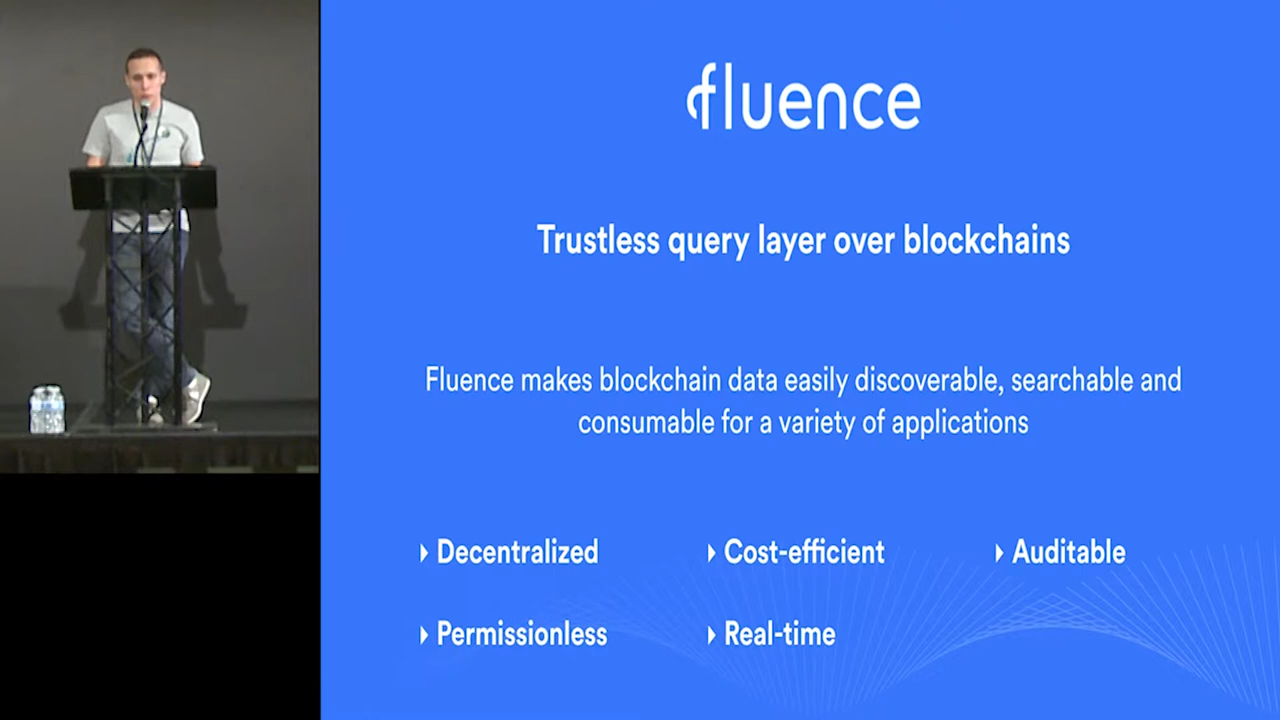 fluence
Trustless query layer over blockchains
Fluence makes blockchain data easily discoverable, searchable and
consumable for a variety of applications
Decentralized
Cost-efficient
Auditable
Permissionless
Real-time